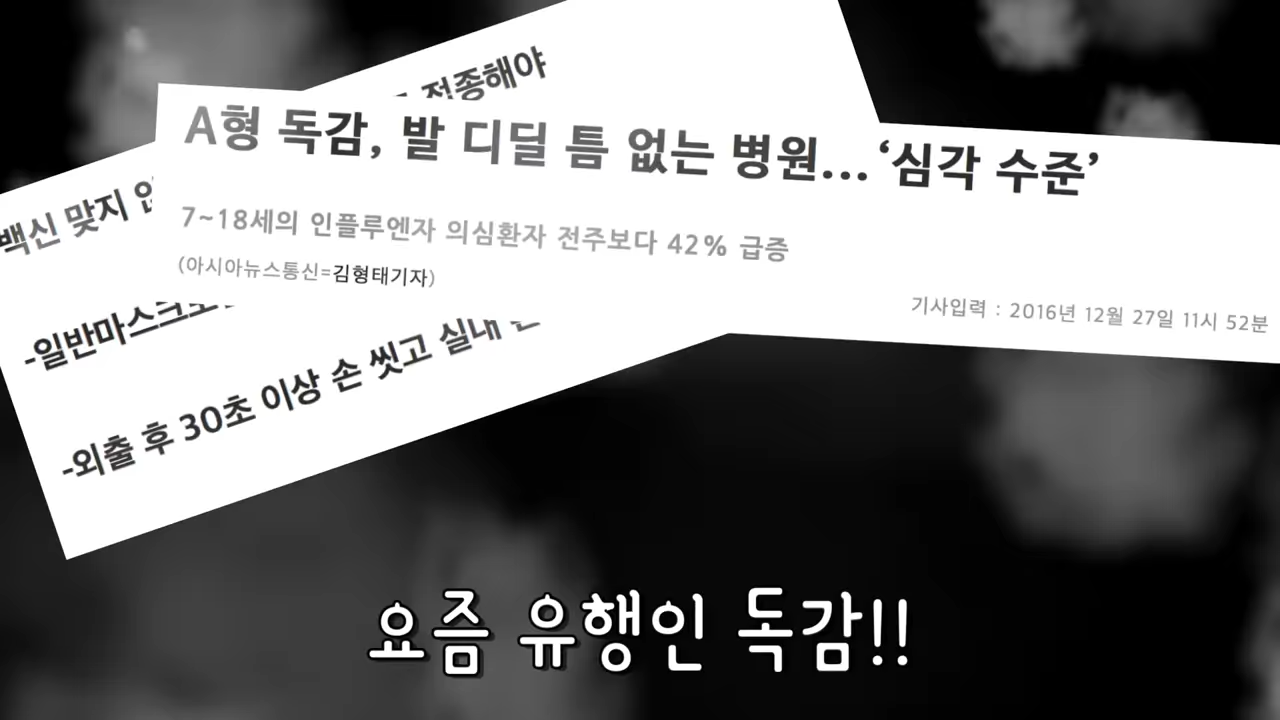 접종해야
A형 독감, 발 디딜 틈 없는 병원... ‘심각 수준’
백신 맞지
7~18세의 인플루엔자 의심환자 전주보다 42% 급증
(아시아뉴스통신=김형태기자)
기사입력 : 2016년 12월 27일 11시 52분
-일반마스크
-외출 후 30초 이상 손 씻고 실내
요즘 유행인 독감!!